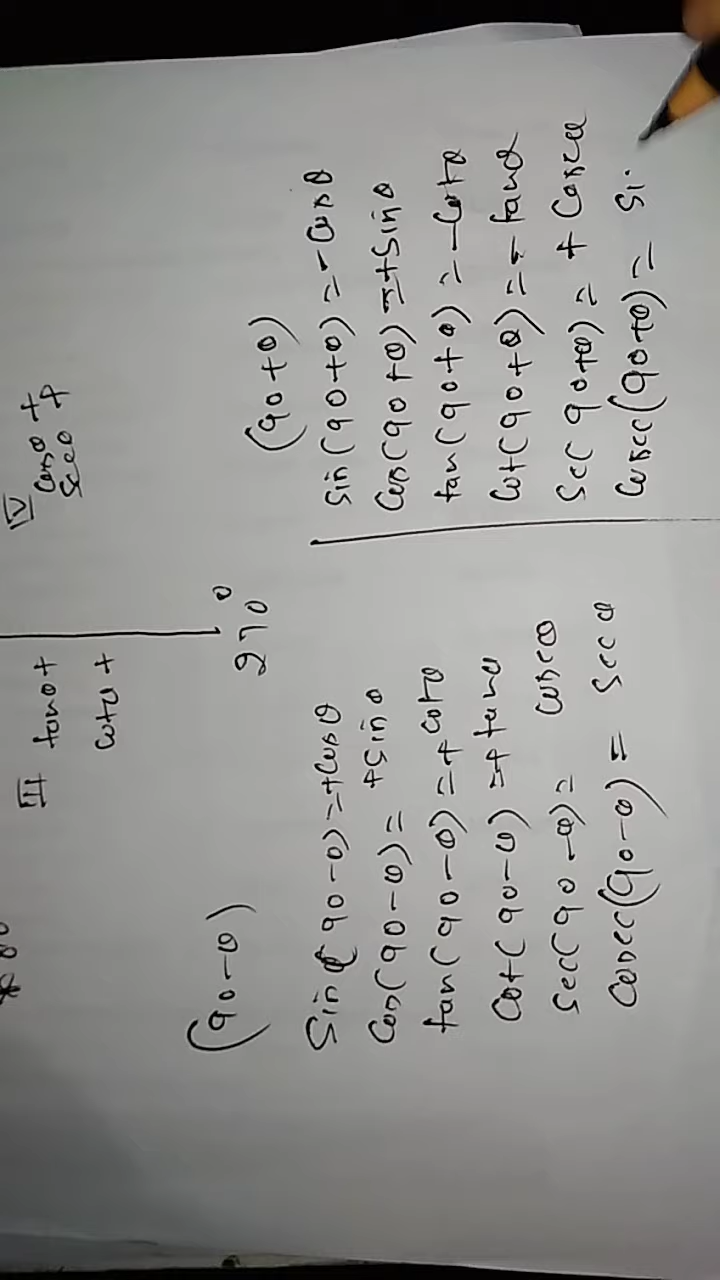 III tanθ+
cotθ +
IV cosθ +
secθ +
270°
(90-θ)
Sin(90-θ)=+cosθ
Cos(90-θ)= +sinθ
tan(90-θ)=+cotθ
Cot(90-θ)=+tanθ
Sec(90-θ)= cosecθ
Cosec(90-θ)= secθ
(90+θ)
Sin(90+θ)=-cosθ
Cos(90+θ)=+sinθ
tan(90+θ)=-cotθ
Cot(90+θ)=-tanθ
Sec(90+θ)= + Cosecθ
Cosec(90+θ)= Si